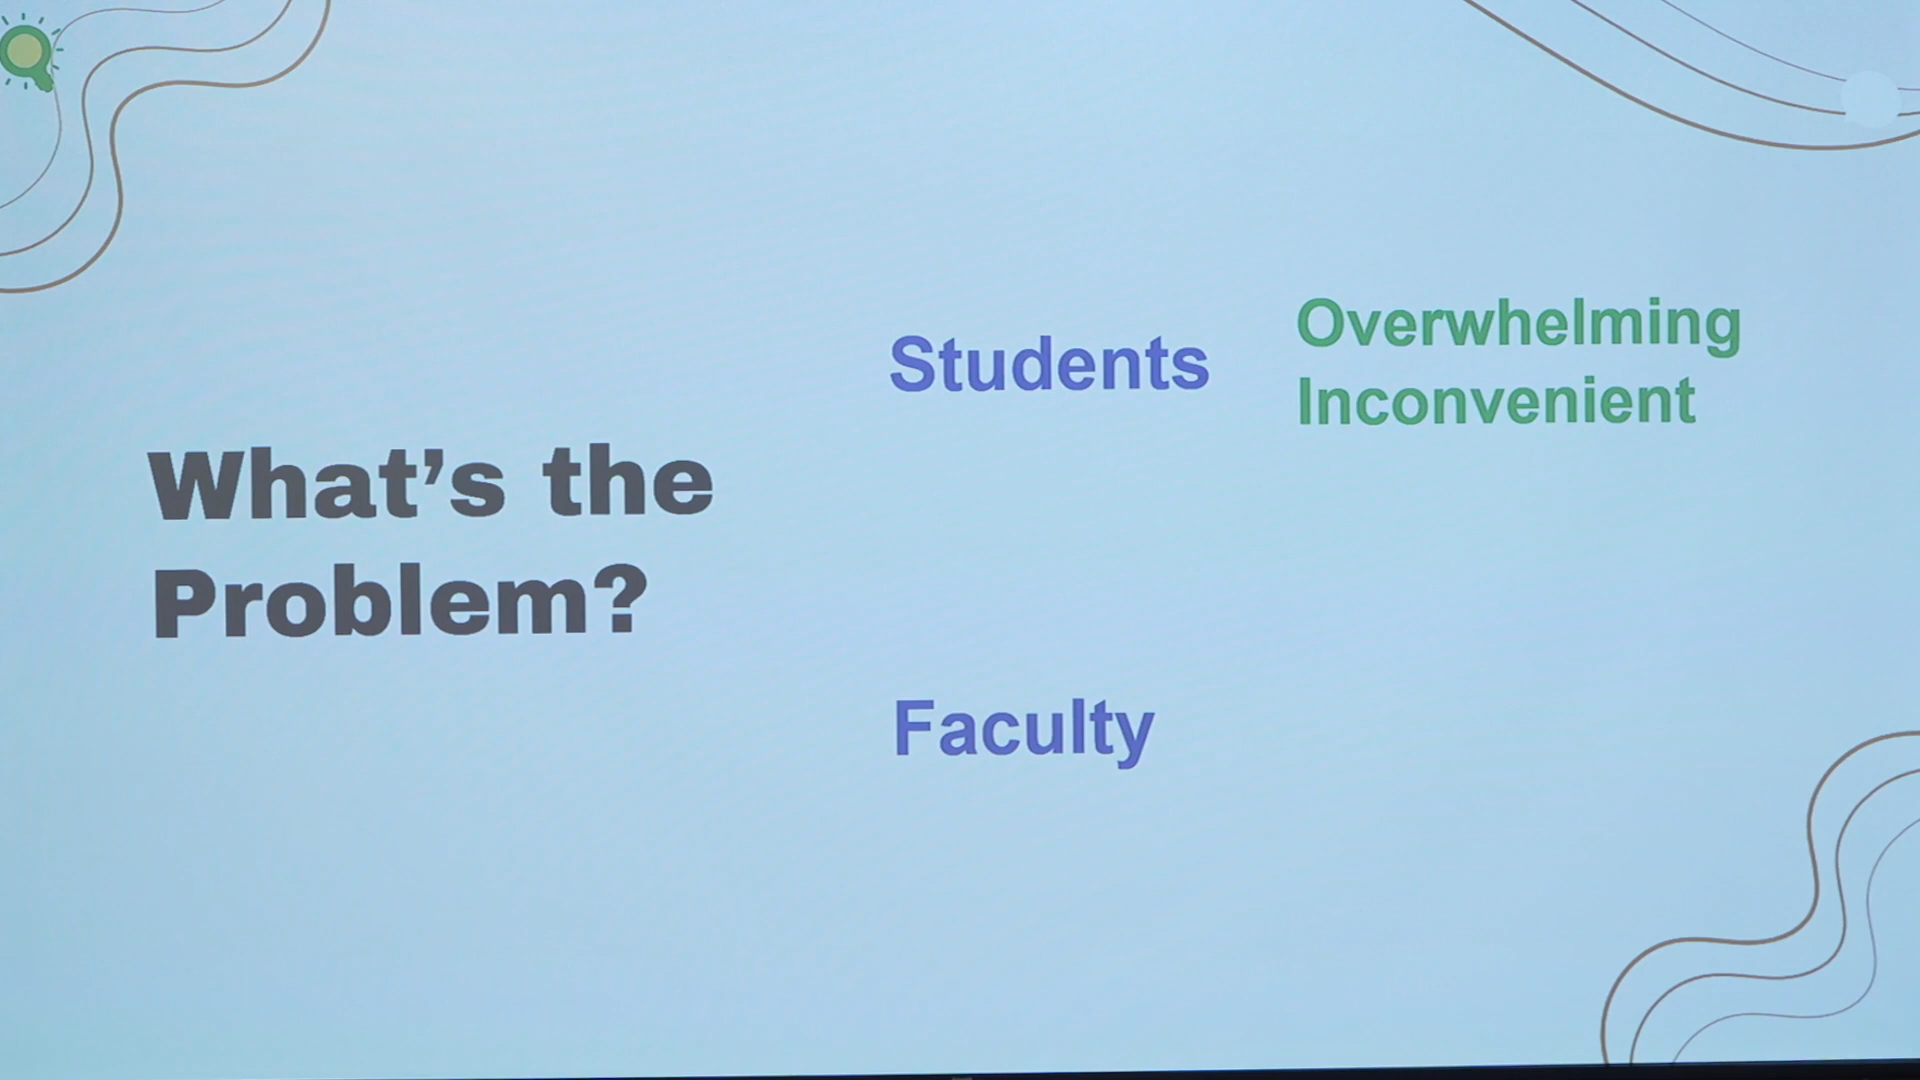 What's the
Problem?
Students
Overwhelming
Inconvenient
Faculty